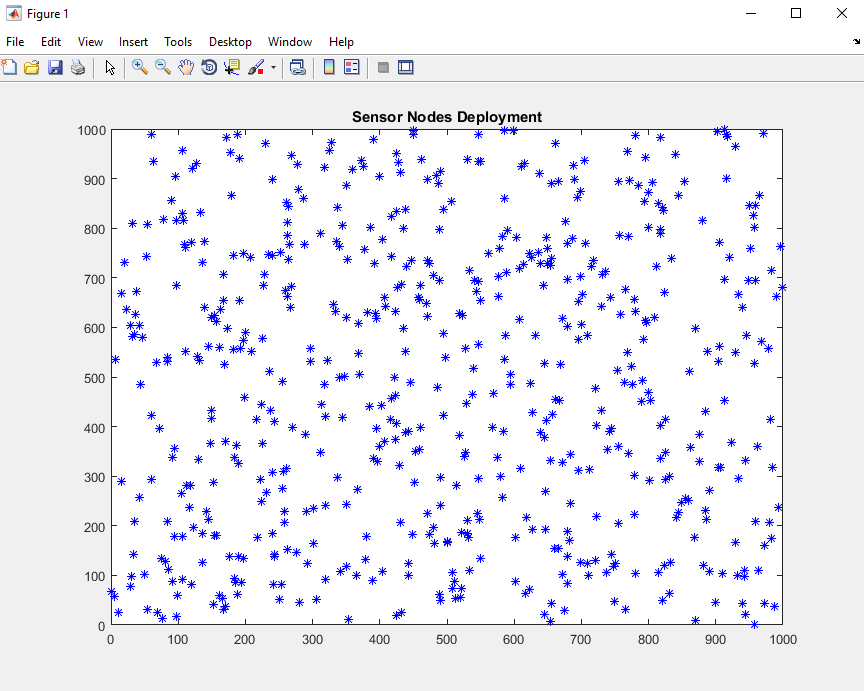 Figure 1
File Edit View Insert Tools Desktop Window Help
Sensor Nodes Deployment
1000
900
800
700
600
500
400
300
200
100
0
0 100 200 300 400 500 600 700 800 900 1000